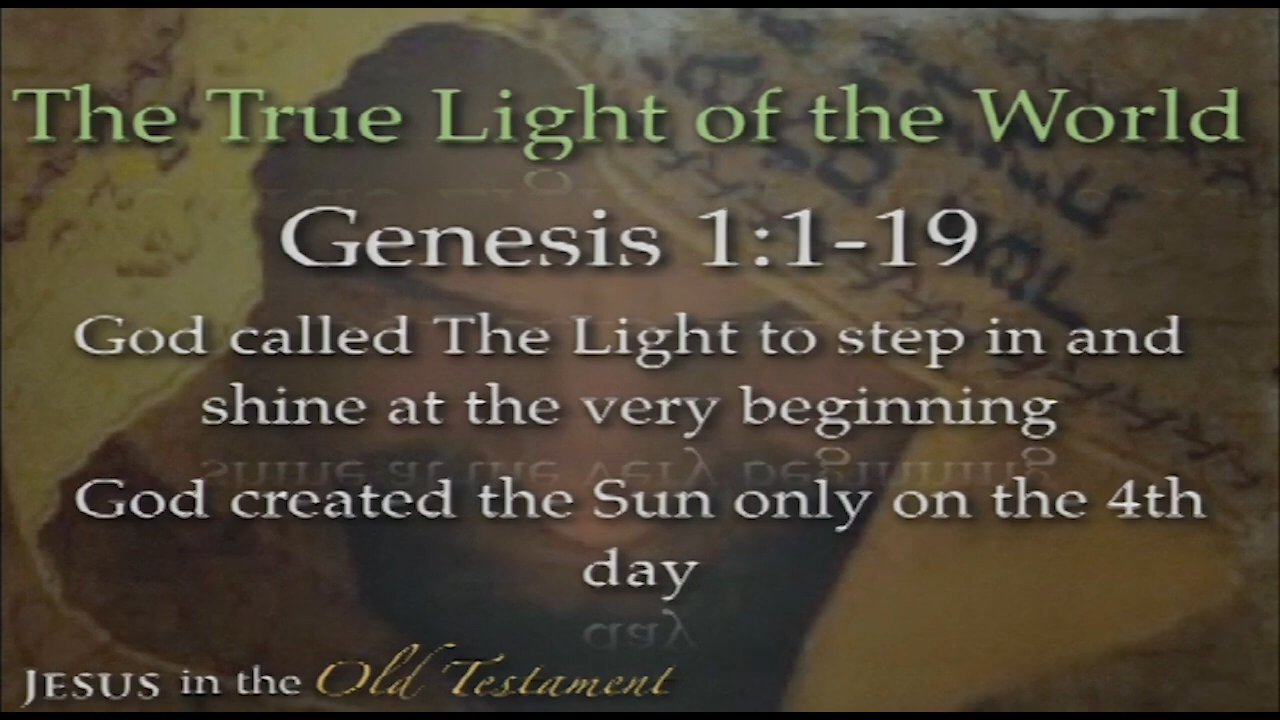 The True Light of the World
Genesis 1:1-19
God called The Light to step in and
shine at the very beginning
God created the Sun only on the 4th
day
JESUS in the Old Testament